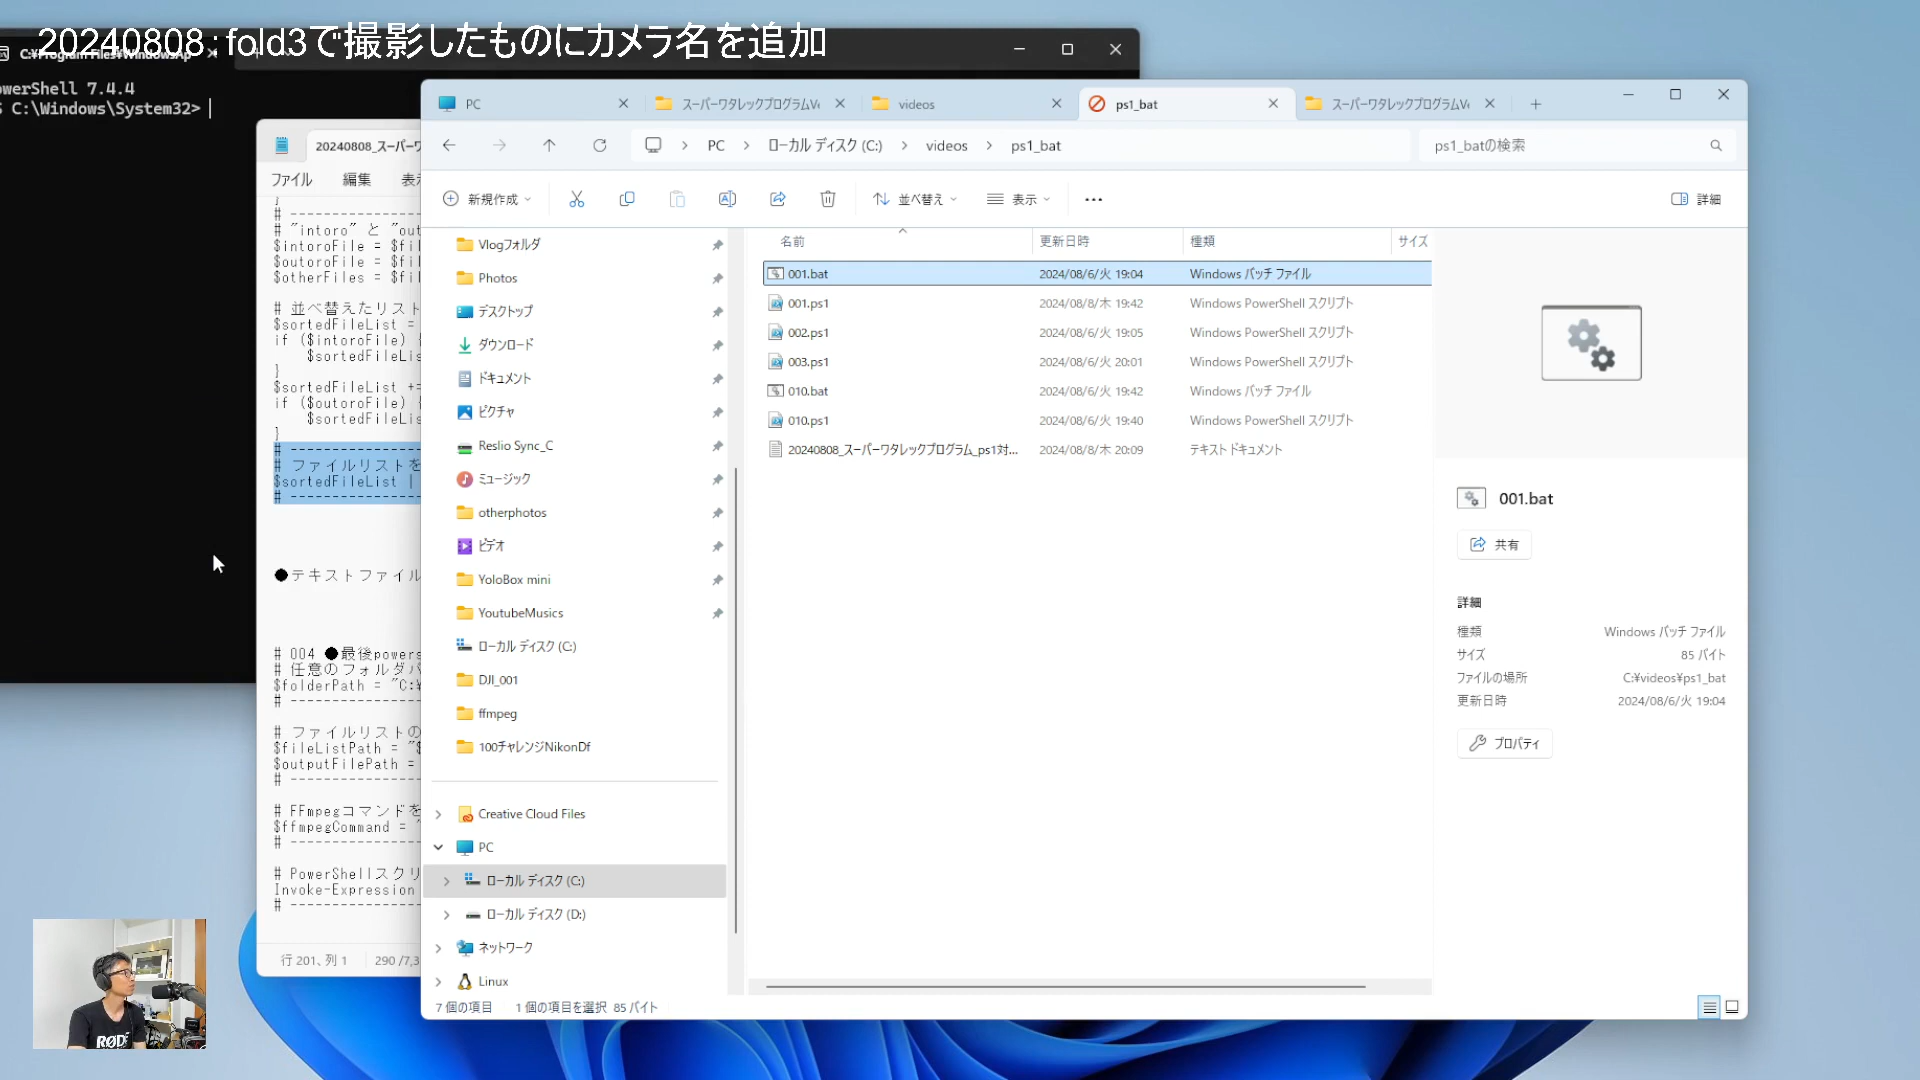 20240808：fold3で撮影したものにカメラ名を追加
C:¥Program Files¥WindowsAp
owerShell 7.4.4
C:\Windows\System32>
20240808_スーパーワ
ファイル 編集
}
# --------------------
# "intoro" と "out
$intoroFile = $fil
$outoroFile = $fil
$otherFiles = $fil
# 並べ替えたリスト
$sortedFileList =
if ($intoroFile) {
$sortedFileLis
}
$sortedFileList +=
if ($outoroFile) {
$sortedFileLis
}
# --------------------
# ファイルリストを
$sortedFileList |
# --------------------
●テキストファイル
# 004 ●最後powers
# 任意のフォルダパ
$folderPath = "C:¥
# --------------------
# ファイルリストの
$fileListPath = "$
$outputFilePath =
# --------------------
# FFmpegコマンドを
$ffmpegCommand = "
# --------------------
# PowerShellスクリ
Invoke-Expression
# --------------------
行 201、列 1 290 /7,3
PC スーパーワタレックプログラムVe videos ps1_bat スーパーワタレックプログラムVe
PC > ローカル ディスク (C:) > videos > ps1_bat ps1_batの検索
新規作成 並べ替え 表示 詳細
Vlogフォルダ
Photos
デスクトップ
ダウンロード
ドキュメント
ピクチャ
Reslio Sync_C
ミュージック
otherphotos
ビデオ
YoloBox mini
YoutubeMusics
ローカル ディスク (C:)
DJI_001
ffmpeg
100チャレンジNikonDf
Creative Cloud Files
PC
ローカル ディスク (C:)
ローカル ディスク (D:)
ネットワーク
Linux
名前 更新日時 種類 サイズ
001.bat 2024/08/6/火 19:04 Windows バッチ ファイル
001.ps1 2024/08/8/木 19:42 Windows PowerShell スクリプト
002.ps1 2024/08/6/火 19:05 Windows PowerShell スクリプト
003.ps1 2024/08/6/火 20:01 Windows PowerShell スクリプト
010.bat 2024/08/6/火 19:42 Windows バッチ ファイル
010.ps1 2024/08/6/火 19:40 Windows PowerShell スクリプト
20240808_スーパーワタレックプログラム_ps1対... 2024/08/8/木 20:09 テキスト ドキュメント
001.bat
共有
詳細
種類 Windows バッチ ファイル
サイズ 85 バイト
ファイルの場所 C:¥videos¥ps1_bat
更新日時 2024/08/6/火 19:04
プロパティ
7 個の項目 1 個の項目を選択 85 バイト
RØDE